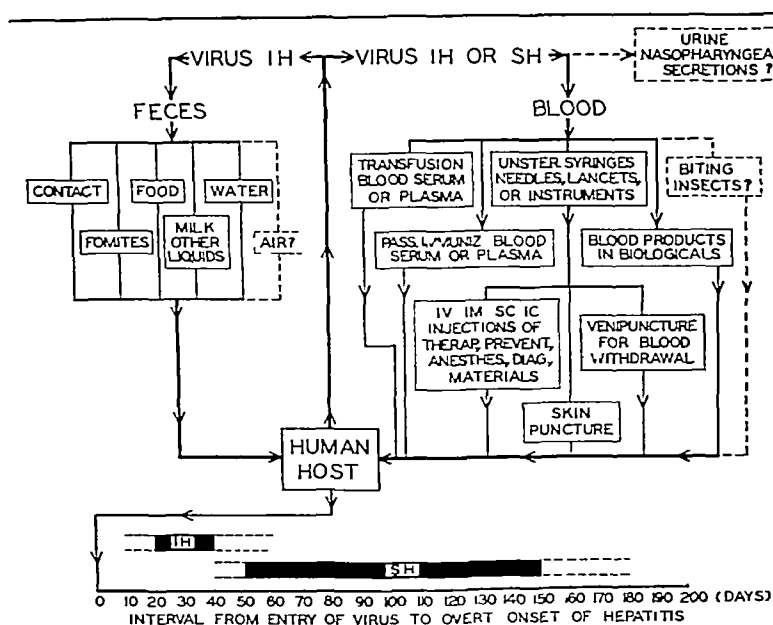 VIRUS IH
VIRUS IH OR SH
URINE
NASOPHARYNGEAL
SECRETIONS ?
FECES
BLOOD
CONTACT
FOOD
WATER
FOMITES
MILK
OTHER
LIQUIDS
AIR?
TRANSFUSION
BLOOD SERUM
OR PLASMA
UNSTER. SYRINGES
NEEDLES, LANCETS,
OR INSTRUMENTS
BITING
INSECTS?
PASS. IMMUNIZ. BLOOD
SERUM OR PLASMA
BLOOD PRODUCTS
IN BIOLOGICALS
IV IM SC IC
INJECTIONS OF
THERAP., PREVENT.,
ANESTHES., DIAG.,
MATERIALS
VENIPUNCTURE
FOR BLOOD
WITHDRAWAL
SKIN
PUNCTURE
HUMAN
HOST
IH
SH
0 10 20 30 40 50 60 70 80 90 100 110 120 130 140 150 160 170 180 190 200 (DAYS)
INTERVAL FROM ENTRY OF VIRUS TO OVERT ONSET OF HEPATITIS